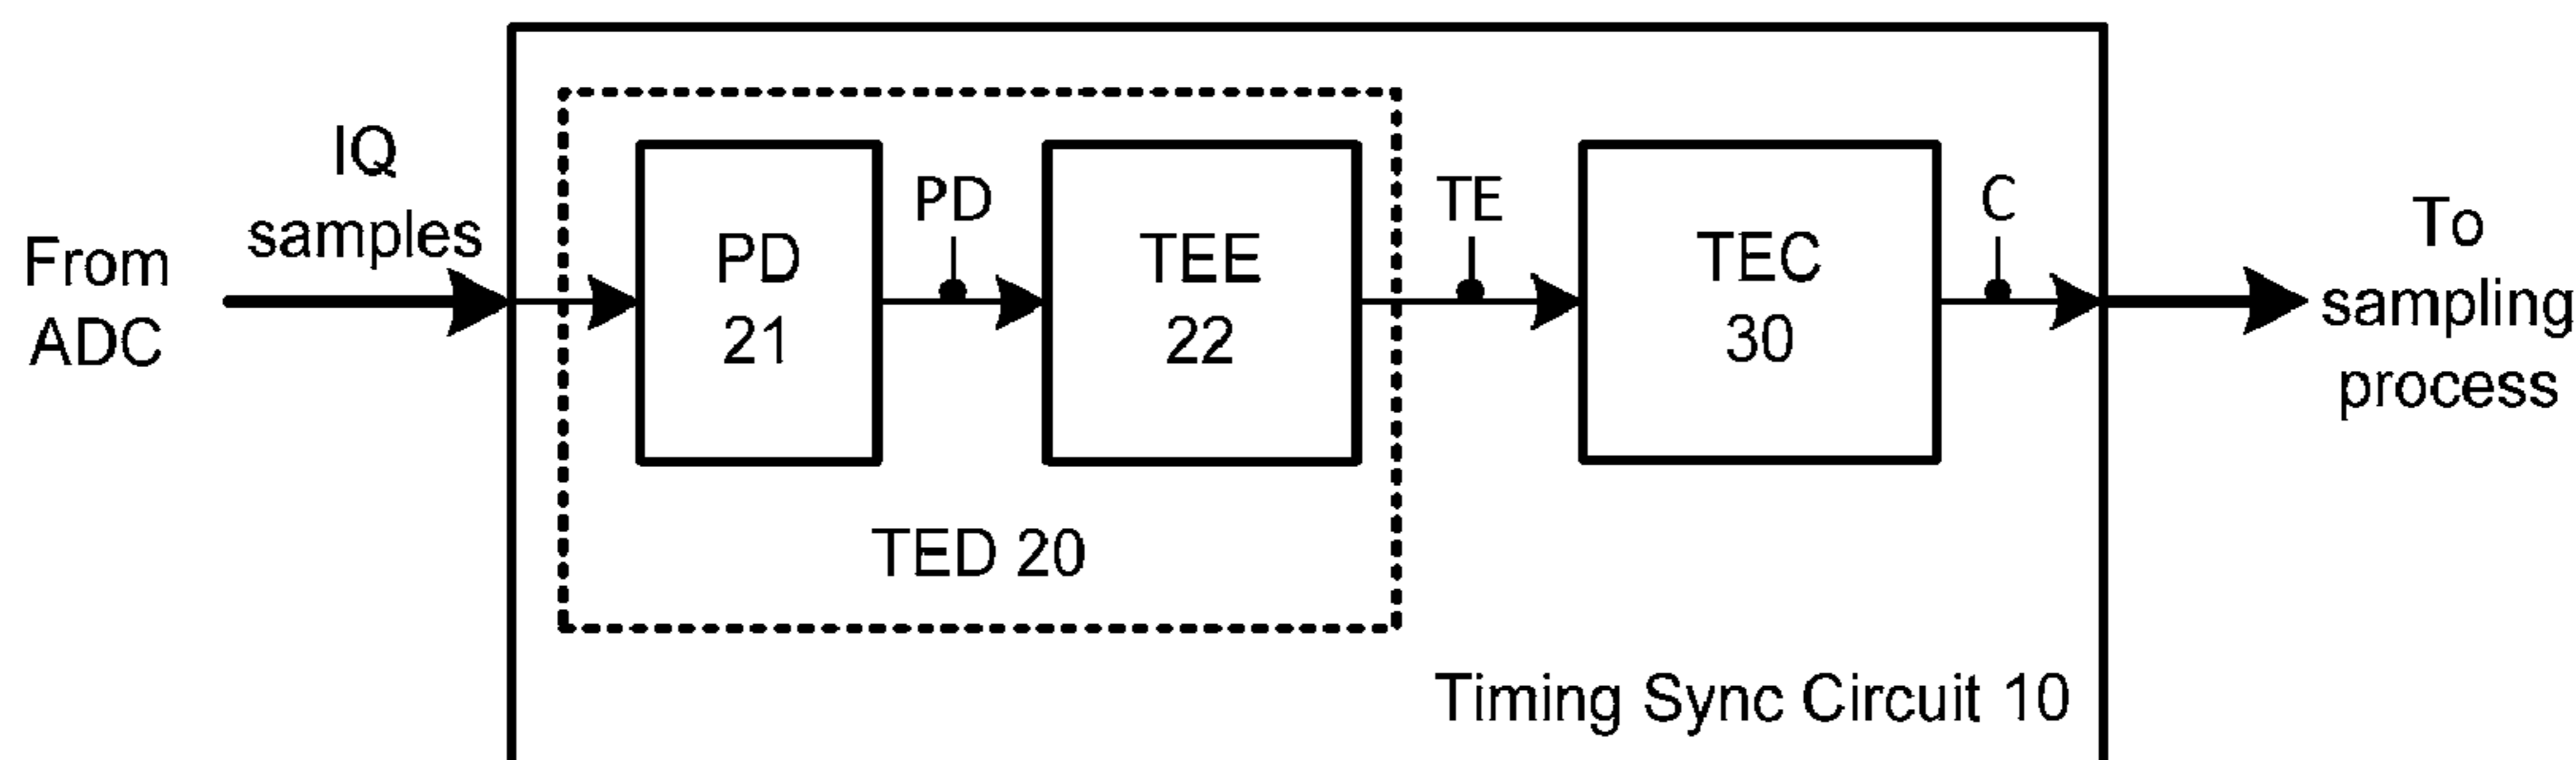 From
ADC
IQ
samples
PD
21
PD
TEE
22
TED 20
TE
TEC
30
C
Timing Sync Circuit 10
To
sampling
process